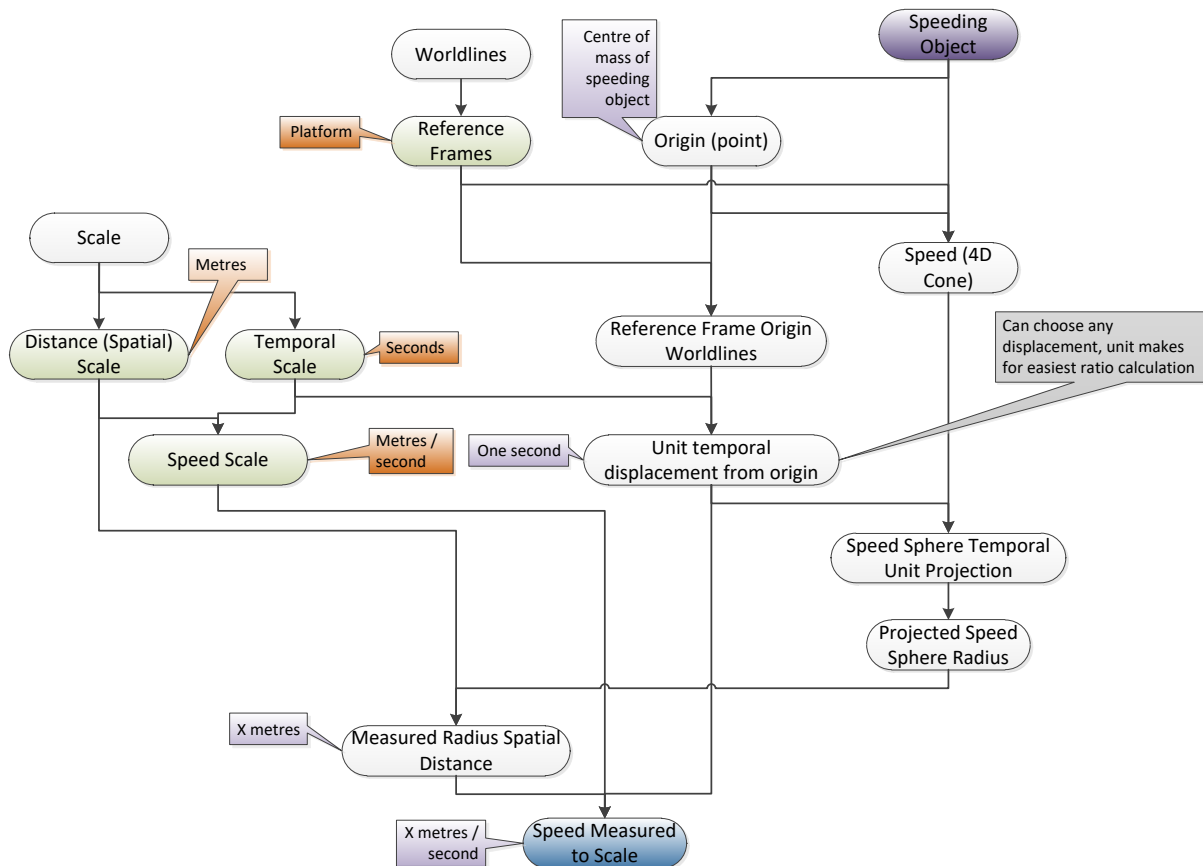 Speeding
Object
Centre of
mass of
speeding
object
Worldlines
Platform
Reference
Frames
Origin (point)
Scale
Metres
Speed (4D
Cone)
Distance (Spatial)
Scale
Temporal
Scale
Seconds
Reference Frame Origin
Worldlines
Can choose any
displacement, unit makes
for easiest ratio calculation
Speed Scale
Metres /
second
One second
Unit temporal
displacement from origin
Speed Sphere Temporal
Unit Projection
Projected Speed
Sphere Radius
X metres
Measured Radius Spatial
Distance
X metres /
second
Speed Measured
to Scale